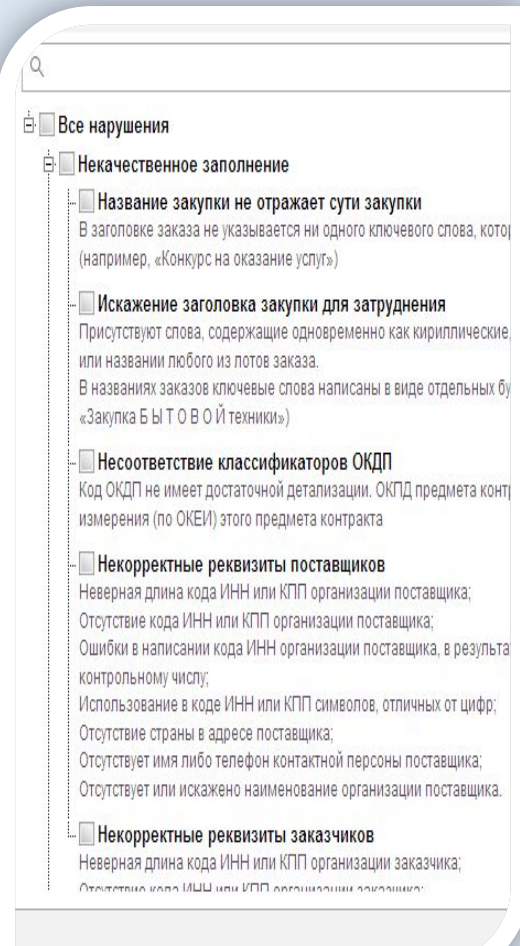 Все нарушения
Некачественное заполнение
Название закупки не отражает сути закупки
В заголовке заказа не указывается ни одного ключевого слова, котор
(например, «Конкурс на оказание услуг»)
Искажение заголовка закупки для затруднения
Присутствуют слова, содержащие одновременно как кириллические,
или названии любого из лотов заказа.
В названиях заказов ключевые слова написаны в виде отдельных бу
«Закупка Б Ы Т О В О Й техники»)
Несоответствие классификаторов ОКДП
Код ОКДП не имеет достаточной детализации. ОКПД предмета контр
измерения (по ОКЕИ) этого предмета контракта
Некорректные реквизиты поставщиков
Неверная длина кода ИНН или КПП организации поставщика;
Отсутствие кода ИНН или КПП организации поставщика;
Ошибки в написании кода ИНН организации поставщика, в результа
контрольному числу;
Использование в коде ИНН или КПП символов, отличных от цифр;
Отсутствие страны в адресе поставщика;
Отсутствует имя либо телефон контактной персоны поставщика;
Отсутствует или искажено наименование организации поставщика.
Некорректные реквизиты заказчиков
Неверная длина кода ИНН или КПП организации заказчика;
Отсутствие кода ИНН или КПП организации заказчика;